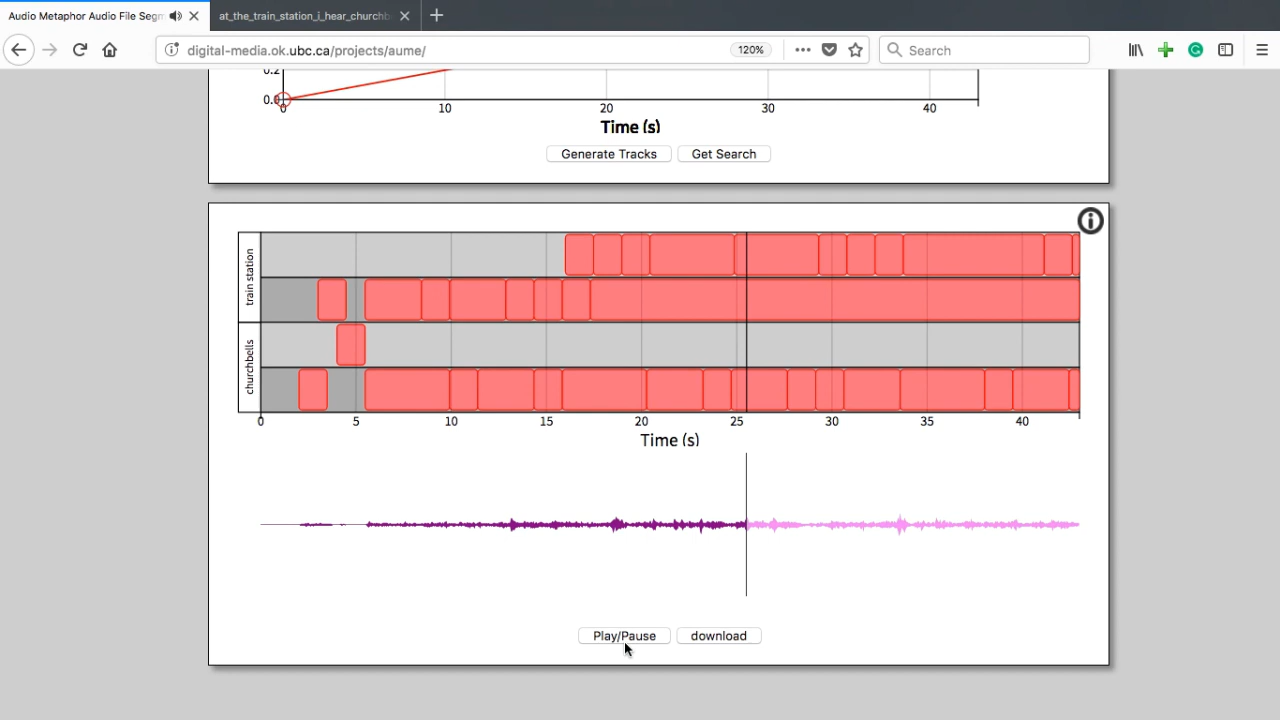 Audio Metaphor Audio File Segm
at_the_train_station_i_hear_churchb
digital-media.ok.ubc.ca/projects/aume/
120%
Search
0.2
0.0
0 10 20 30 40
Time (s)
Generate Tracks Get Search
train station
churchbells
0 5 10 15 20 25 30 35 40
Time (s)
Play/Pause download